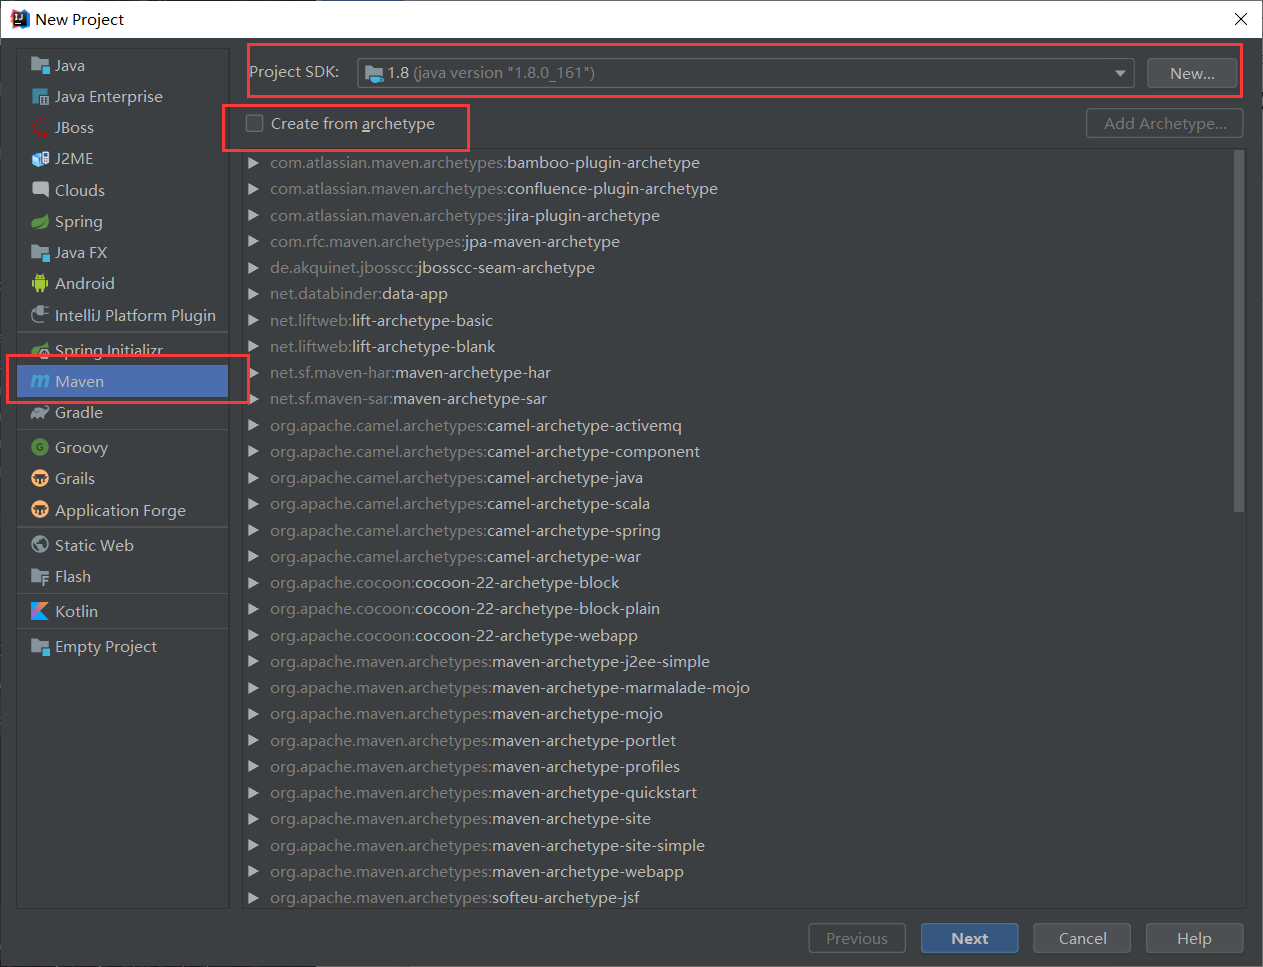 New Project
Java
Java Enterprise
JBoss
J2ME
Clouds
Spring
Java FX
Android
IntelliJ Platform Plugin
Spring Initializr
Maven
Gradle
Groovy
Grails
Application Forge
Static Web
Flash
Kotlin
Empty Project
Project SDK: 1.8 (java version "1.8.0_161") New...
Create from archetype Add Archetype...
com.atlassian.maven.archetypes:bamboo-plugin-archetype
com.atlassian.maven.archetypes:confluence-plugin-archetype
com.atlassian.maven.archetypes:jira-plugin-archetype
com.rfc.maven.archetypes:jpa-maven-archetype
de.akquinet.jbosscc:jbosscc-seam-archetype
net.databinder:data-app
net.liftweb:lift-archetype-basic
net.liftweb:lift-archetype-blank
net.sf.maven-har:maven-archetype-har
net.sf.maven-sar:maven-archetype-sar
org.apache.camel.archetypes:camel-archetype-activemq
org.apache.camel.archetypes:camel-archetype-component
org.apache.camel.archetypes:camel-archetype-java
org.apache.camel.archetypes:camel-archetype-scala
org.apache.camel.archetypes:camel-archetype-spring
org.apache.camel.archetypes:camel-archetype-war
org.apache.cocoon:cocoon-22-archetype-block
org.apache.cocoon:cocoon-22-archetype-block-plain
org.apache.cocoon:cocoon-22-archetype-webapp
org.apache.maven.archetypes:maven-archetype-j2ee-simple
org.apache.maven.archetypes:maven-archetype-marmalade-mojo
org.apache.maven.archetypes:maven-archetype-mojo
org.apache.maven.archetypes:maven-archetype-portlet
org.apache.maven.archetypes:maven-archetype-profiles
org.apache.maven.archetypes:maven-archetype-quickstart
org.apache.maven.archetypes:maven-archetype-site
org.apache.maven.archetypes:maven-archetype-site-simple
org.apache.maven.archetypes:maven-archetype-webapp
org.apache.maven.archetypes:softeu-archetype-jsf
Previous Next Cancel Help